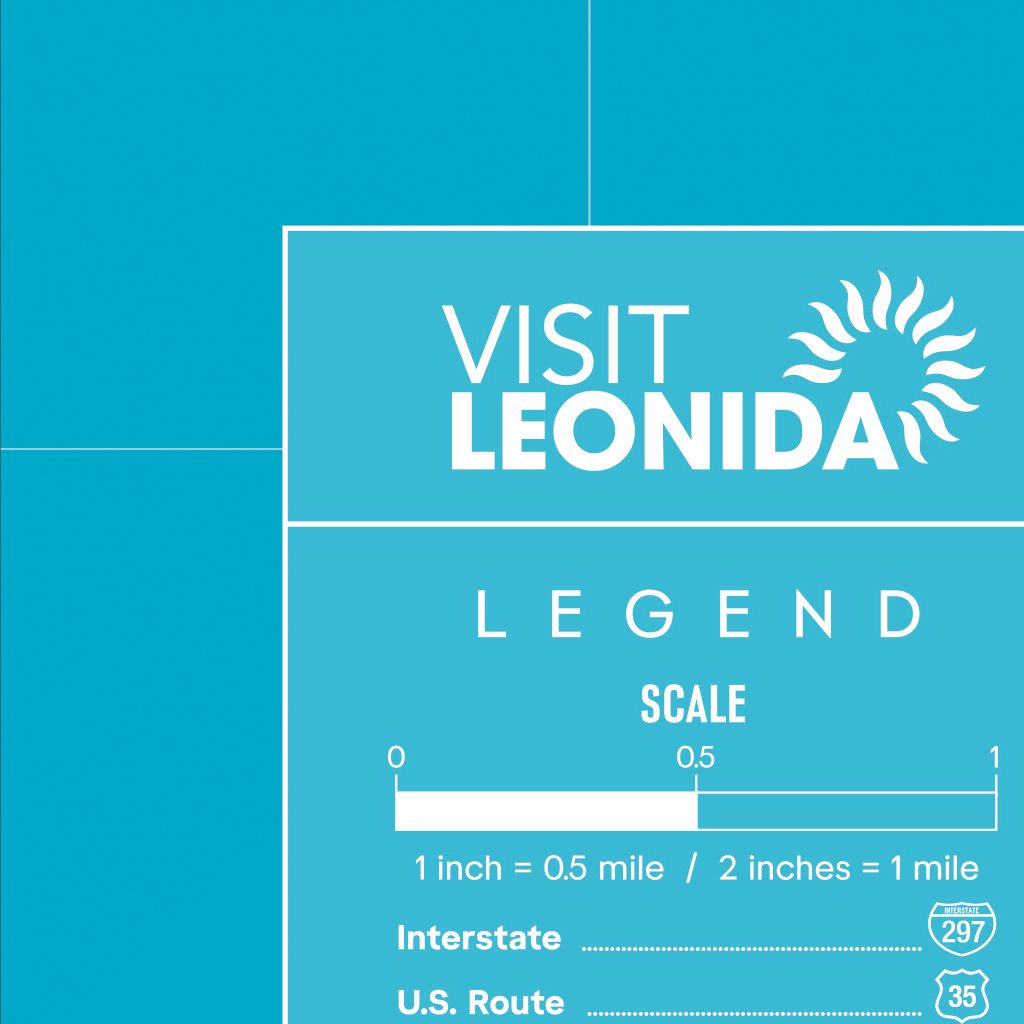 VISIT
LEONIDA
LEGEND
SCALE
0 0.5 1
1 inch = 0.5 mile / 2 inches = 1 mile
Interstate INTERSTATE 297
U.S. Route 35